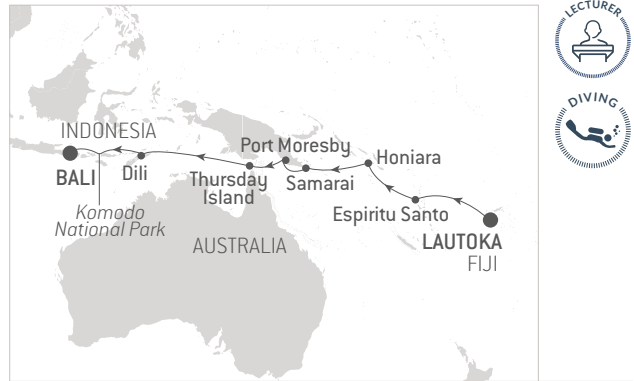 LECTURER
DIVING
INDONESIA
BALI
Dili
Komodo
National Park
Thursday
Island
Port Moresby
Samarai
Honiara
Espiritu Santo
LAUTOKA
FIJI
AUSTRALIA